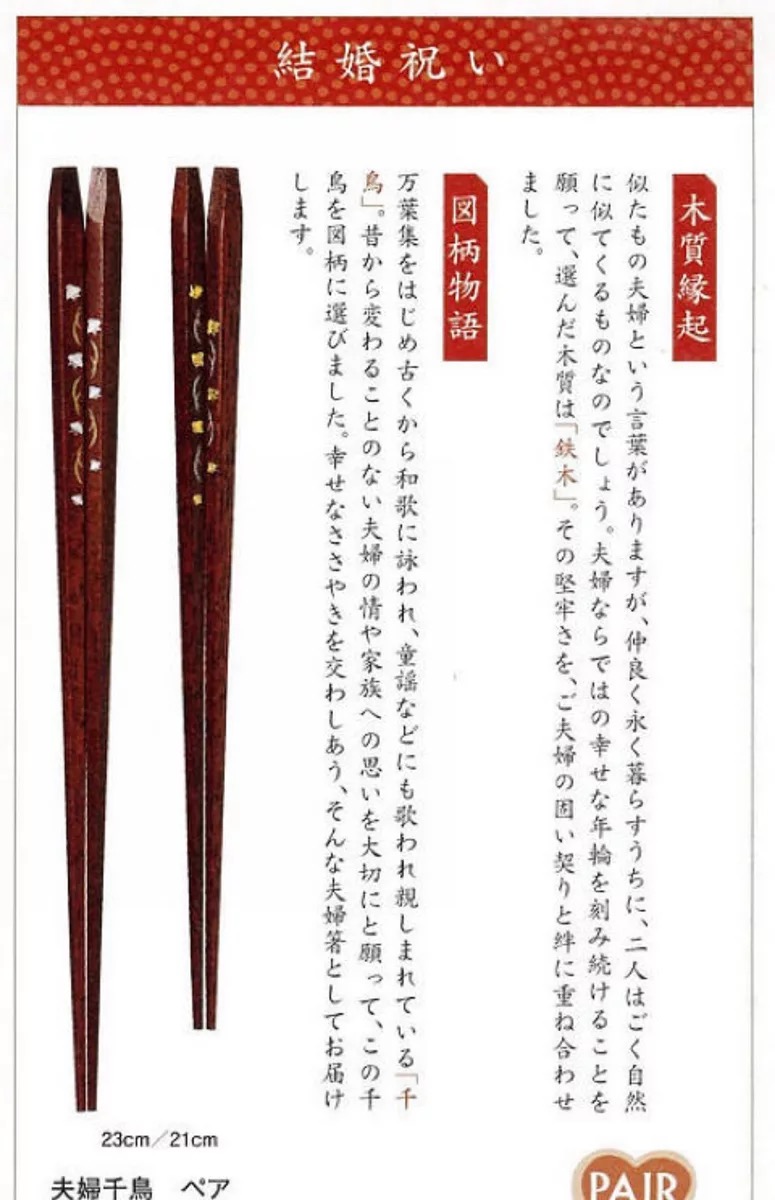 結婚祝い
木質縁起
似たもの夫婦という言葉がありますが、仲良く永く暮らすうちに、二人はごく自然
に似てくるものなのでしょう。夫婦ならではの幸せな年輪を刻み続けることを
願って、選んだ木質は「鉄木」。その堅牢さを、ご夫婦の固い契りと絆に重ね合わせ
ました。
図柄物語
万葉集をはじめ古くから和歌に詠われ、童謡などにも歌われ親しまれている「千
鳥」。昔から変わることのない夫婦の情や家族への思いを大切にと願って、この千
鳥を図柄に選びました。幸せなささやきを交わしあう、そんな夫婦箸としてお届け
します。
23cm／21cm
夫婦千鳥 ペア
PAIR